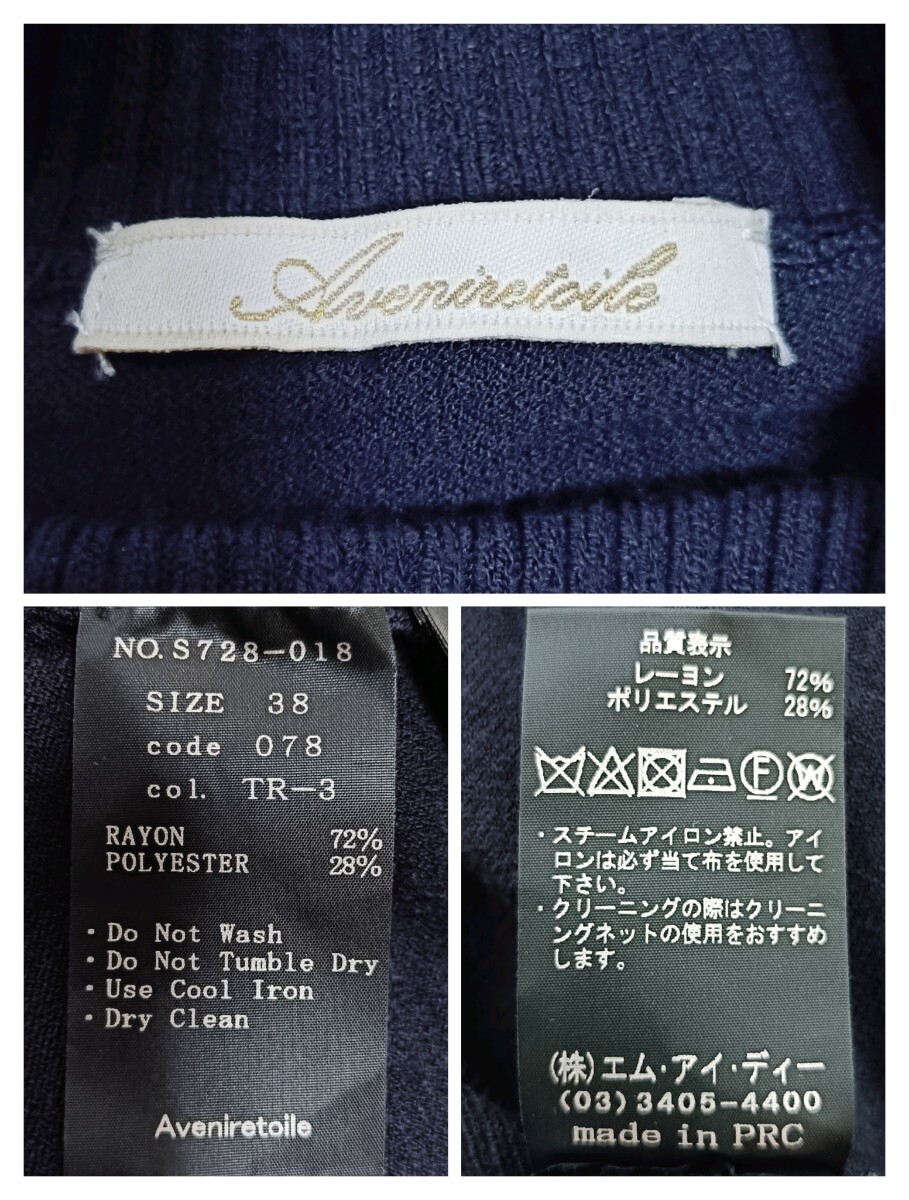 Aveniretoile
NO. S728-018
SIZE 38
code 078
col. TR-3
RAYON 72%
POLYESTER 28%
・Do Not Wash
・Do Not Tumble Dry
・Use Cool Iron
・Dry Clean
Aveniretoile
品質表示
レーヨン 72%
ポリエステル 28%
F W
・スチームアイロン禁止。アイ
ロンは必ず当て布を使用して
下さい。
・クリーニングの際はクリーニ
ングネットの使用をおすすめ
します。
(株)エム・アイ・ディー
(03)3405-4400
made in PRC